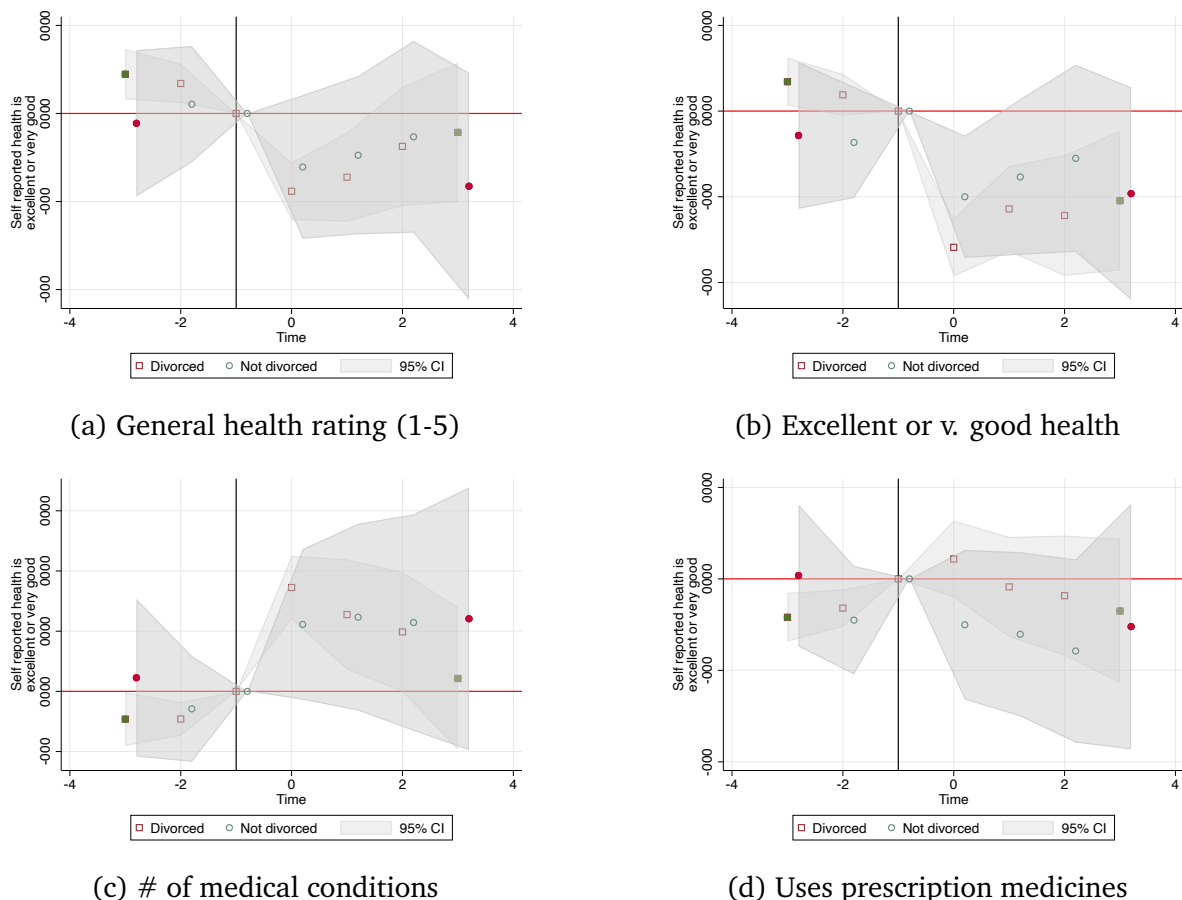 0000
0000
-000
-000
Self reported health is
excellent or very good
-4 -2 0 2 4
Time
Divorced Not divorced 95% CI
(a) General health rating (1-5)
0000
0000
-000
-000
Self reported health is
excellent or very good
-4 -2 0 2 4
Time
Divorced Not divorced 95% CI
(b) Excellent or v. good health
0000
0000
0000
0000
-000
Self reported health is
excellent or very good
-4 -2 0 2 4
Time
Divorced Not divorced 95% CI
(c) # of medical conditions
0000
0000
-000
-000
Self reported health is
excellent or very good
-4 -2 0 2 4
Time
Divorced Not divorced 95% CI
(d) Uses prescription medicines